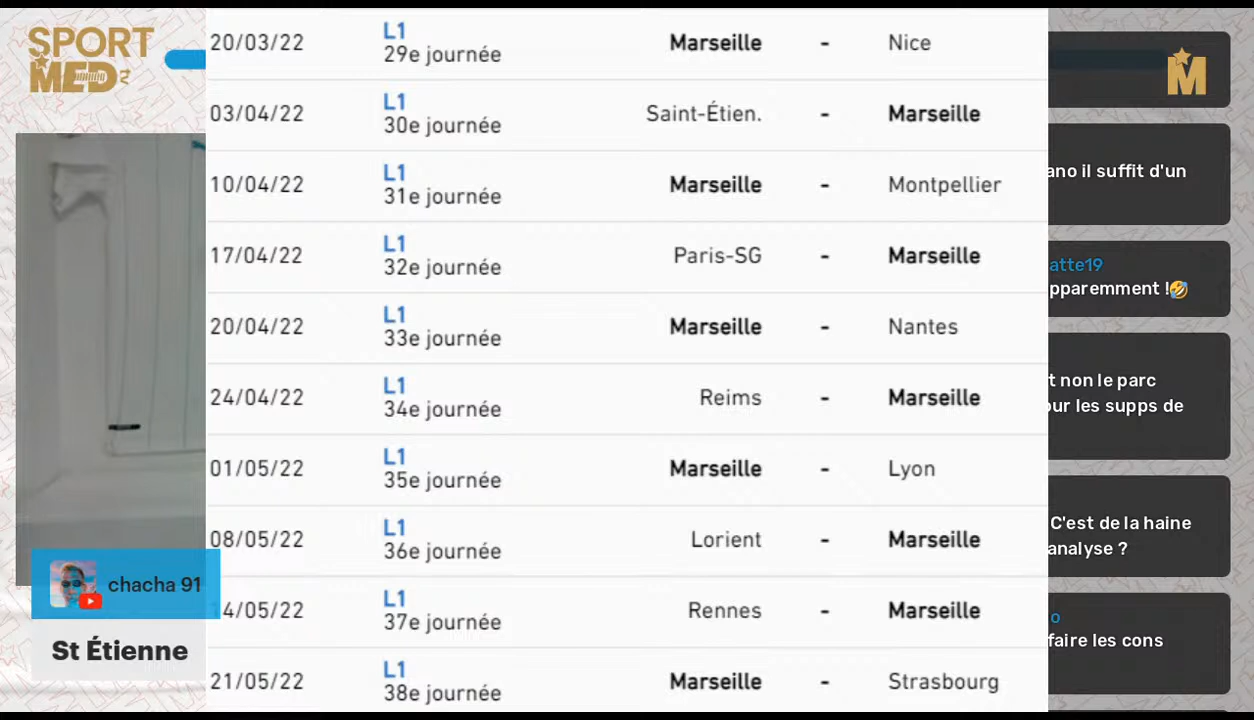 SPORT
MED
20/03/22 L1 29e journée Marseille - Nice
03/04/22 L1 30e journée Saint-Étien. - Marseille
10/04/22 L1 31e journée Marseille - Montpellier
17/04/22 L1 32e journée Paris-SG - Marseille
20/04/22 L1 33e journée Marseille - Nantes
24/04/22 L1 34e journée Reims - Marseille
01/05/22 L1 35e journée Marseille - Lyon
08/05/22 L1 36e journée Lorient - Marseille
4/05/22 L1 37e journée Rennes - Marseille
21/05/22 L1 38e journée Marseille - Strasbourg
chacha 91
St Étienne
M
ano il suffit d'un
atte19
pparemment !🤣
t non le parc
ur les supps de
C'est de la haine
analyse ?
o
faire les cons